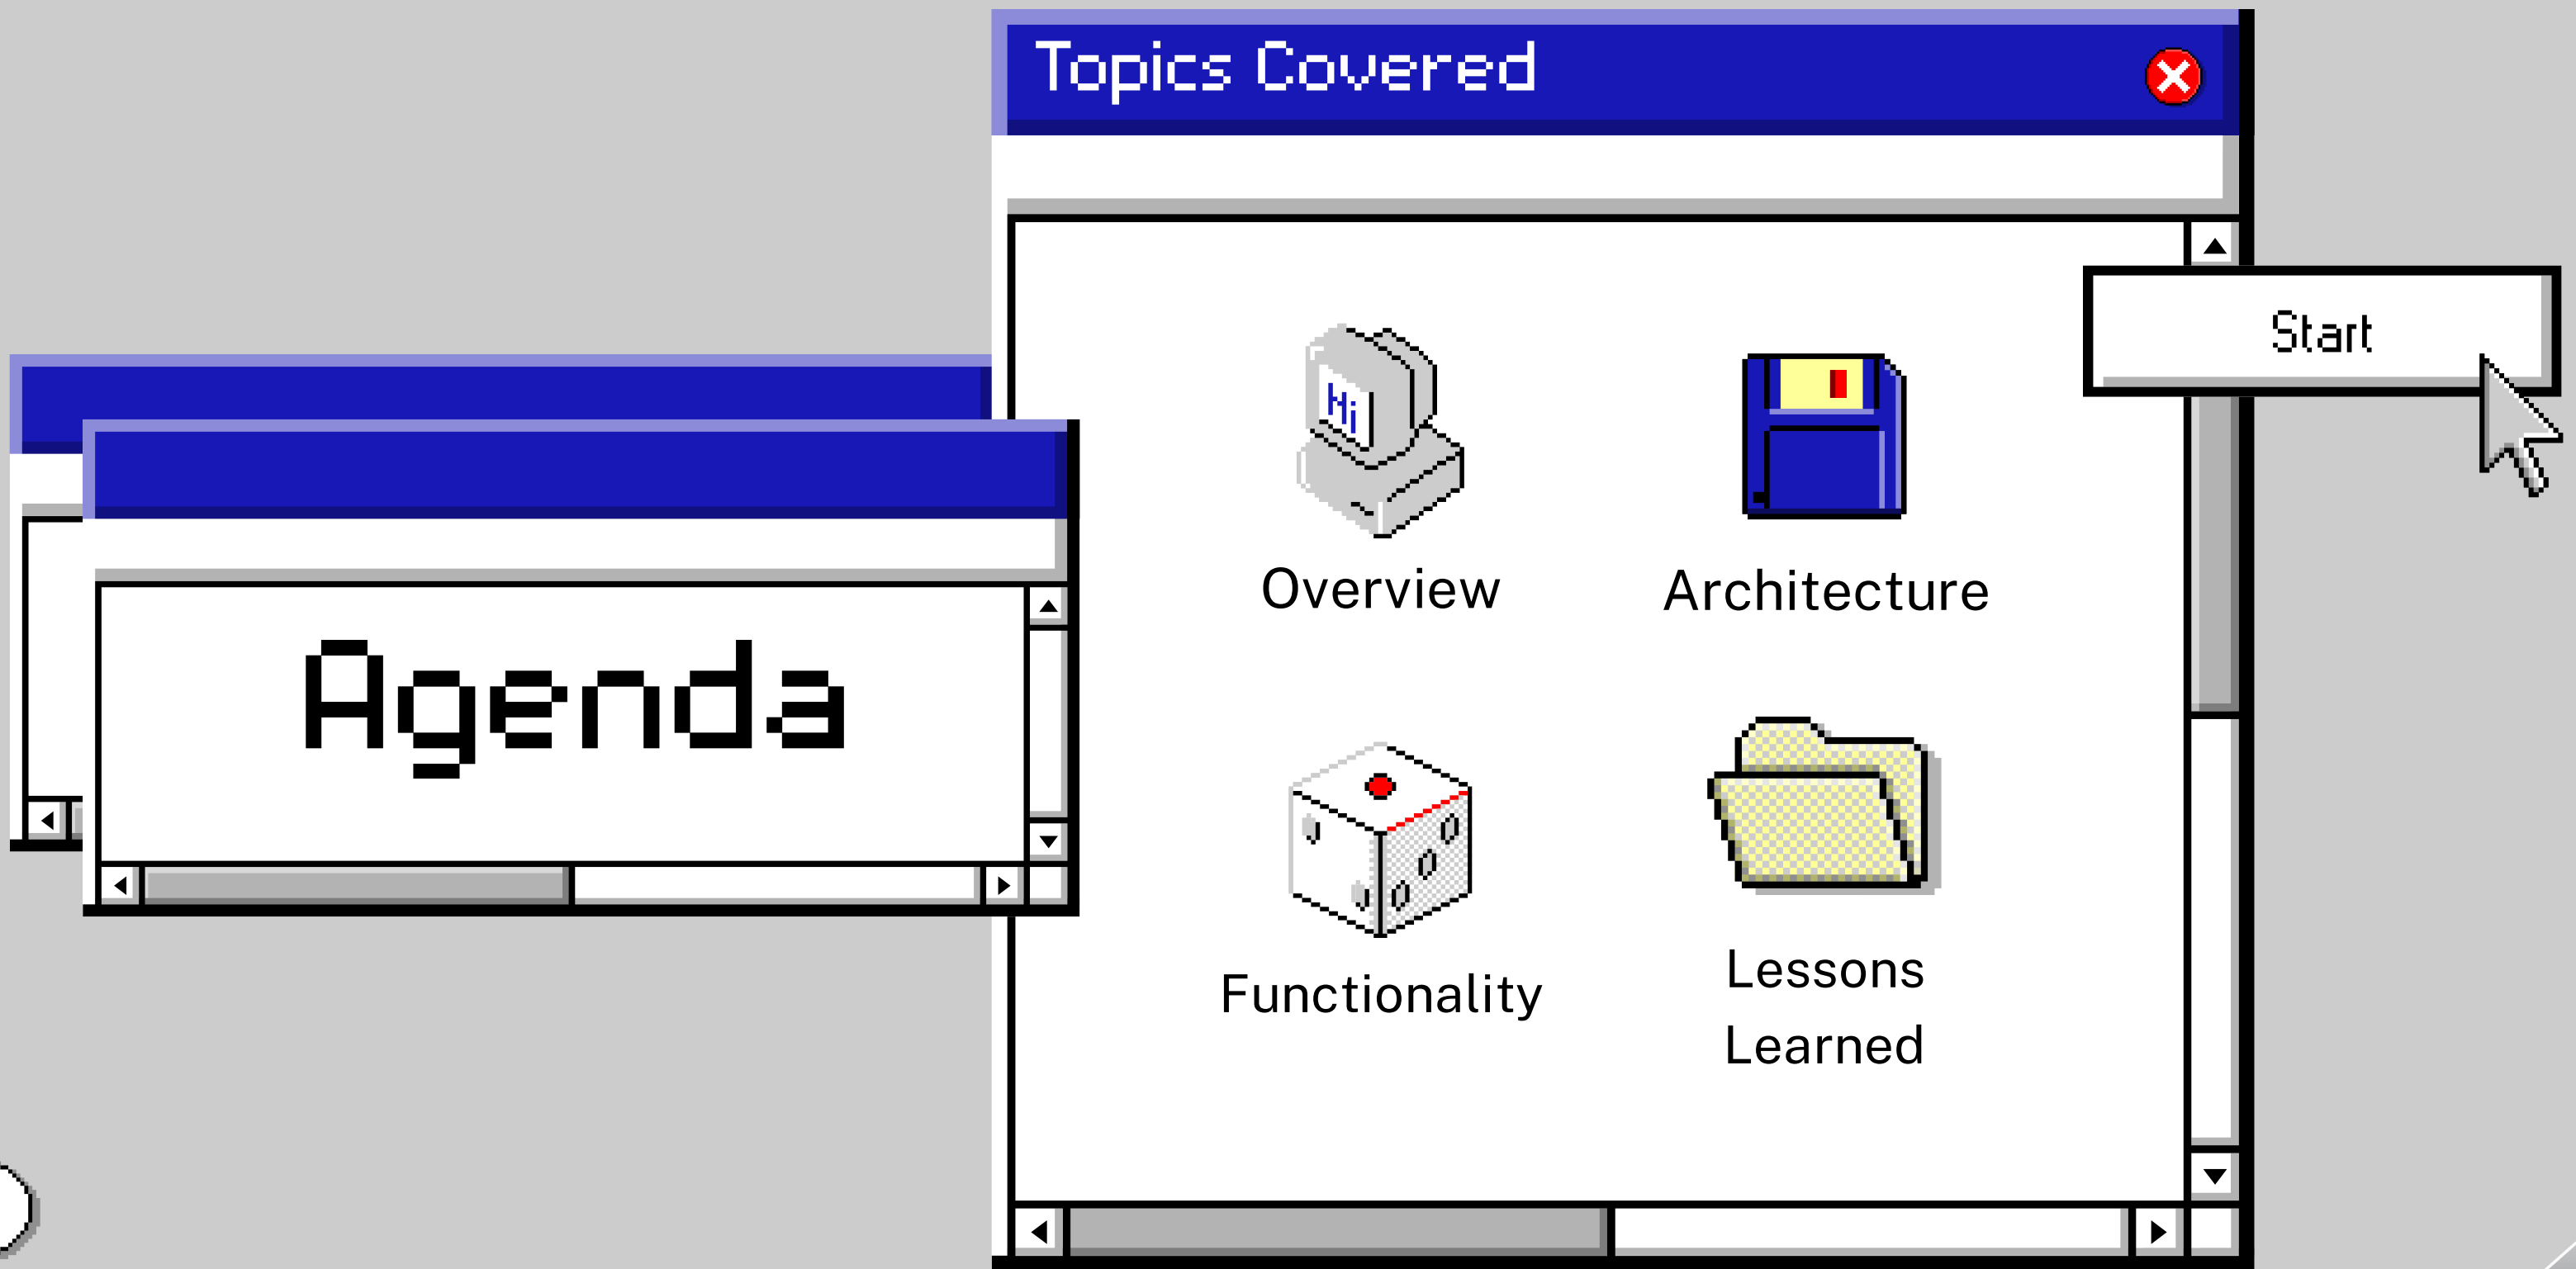 Topics Covered
Start
Hi
Overview
Architecture
Agenda
Functionality
Lessons
Learned